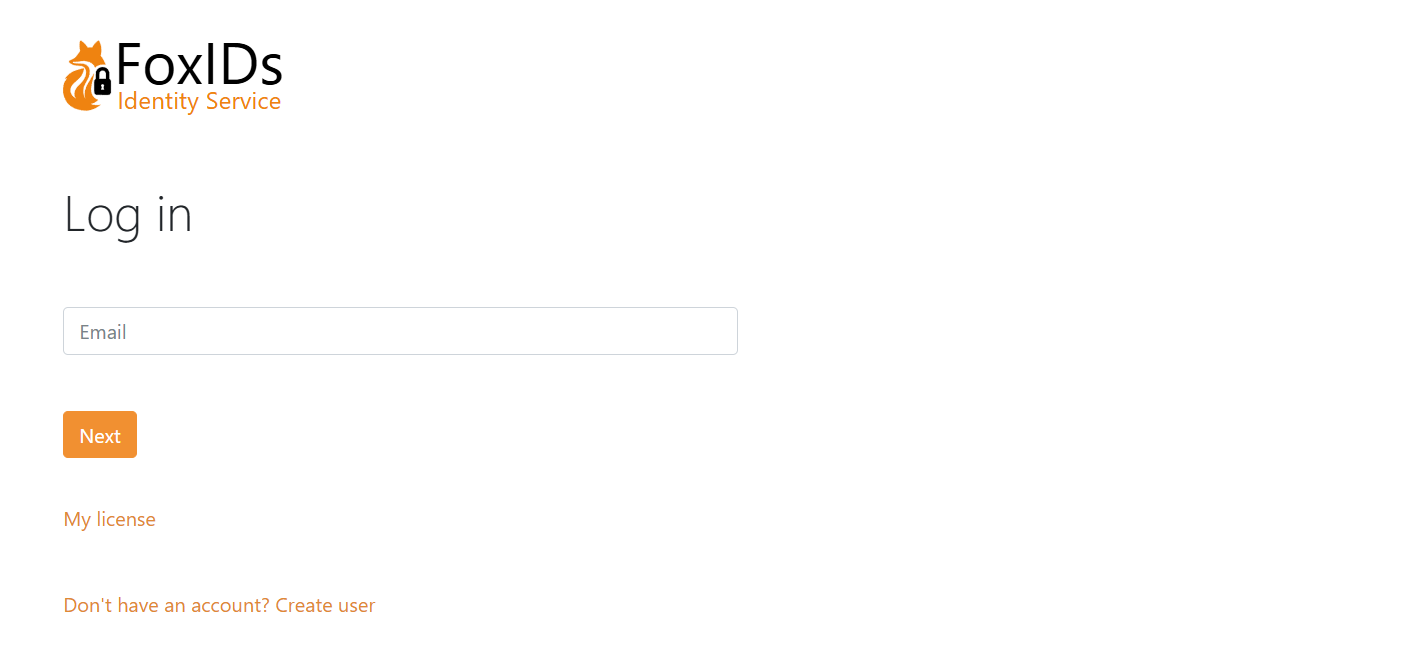 FoxIDs
Identity Service
Log in
Email
Next
My license
Don't have an account? Create user